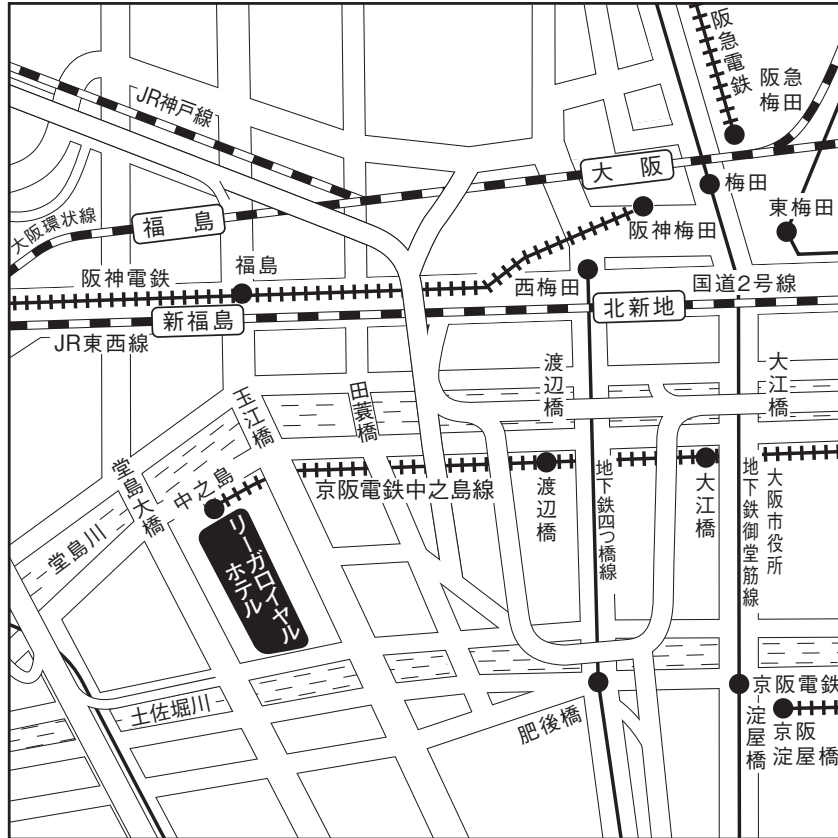 阪急電鉄
阪急
梅田
JR神戸線
大　阪
梅田
東梅田
大阪環状線
福　島
阪神梅田
福島
阪神電鉄
西梅田
国道2号線
新福島
北新地
JR東西線
渡辺橋
大江橋
玉江橋
田蓑橋
堂島大橋
中之島
京阪電鉄中之島線
渡辺橋
地下鉄四つ橋線
大江橋
地下鉄御堂筋線
大阪市役所
堂島川
リーガロイヤル
ホテル
土佐堀川
肥後橋
京阪電鉄
淀屋橋
京阪
淀屋橋